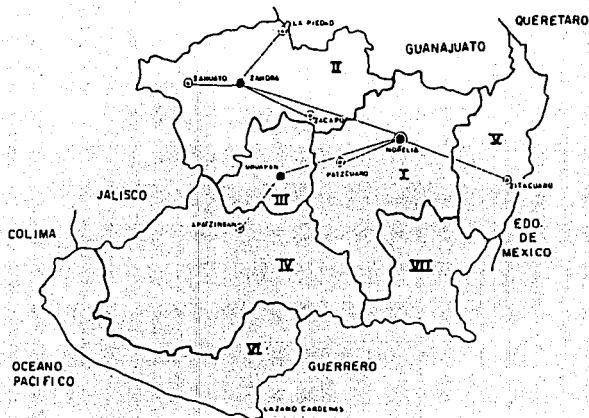 LA PIEDAD
QUERETARO
GUANAJUATO
II
SAHUAYO
ZAMORA
ZACAPU
V
MORELIA
URUAPAN
PATZCUARO
I
ZITACUARO
III
JALISCO
APATZINGAN
COLIMA
EDO.
DE
MEXICO
IV
VII
VI
OCEANO
PACIFICO
GUERRERO
LAZARO CARDENAS